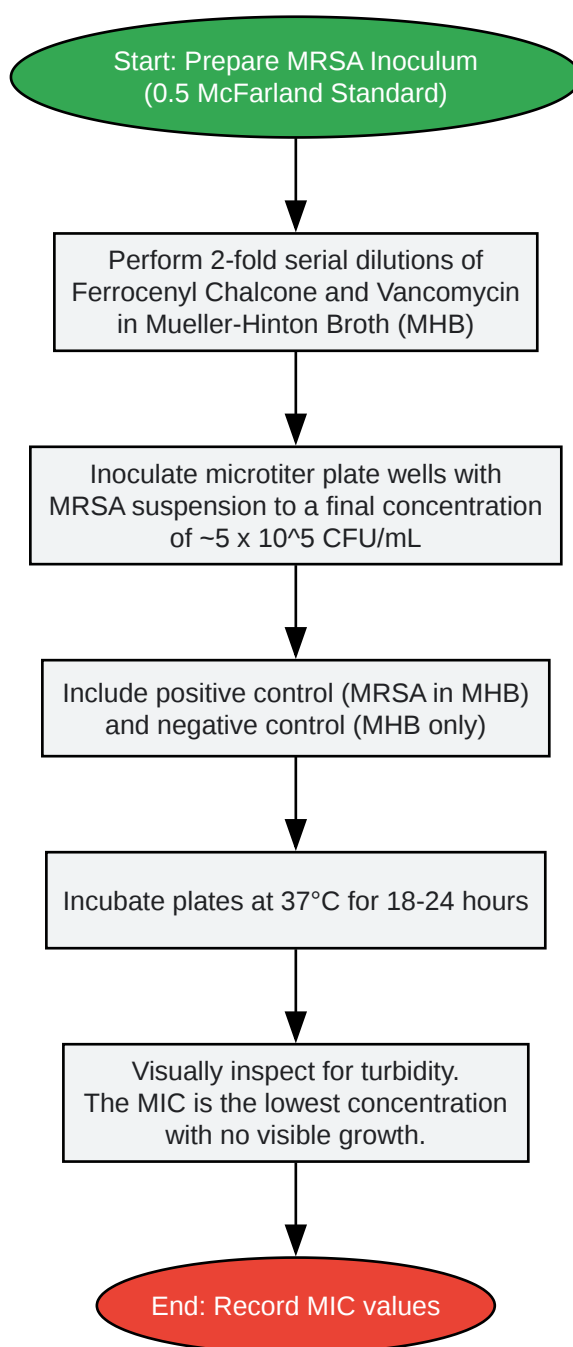 Start: Prepare MRSA Inoculum
(0.5 McFarland Standard)
Perform 2-fold serial dilutions of
Ferrocenyl Chalcone and Vancomycin
in Mueller-Hinton Broth (MHB)
Inoculate microtiter plate wells with
MRSA suspension to a final concentration
of ~5 x 10^5 CFU/mL
Include positive control (MRSA in MHB)
and negative control (MHB only)
Incubate plates at 37°C for 18-24 hours
Visually inspect for turbidity.
The MIC is the lowest concentration
with no visible growth.
End: Record MIC values